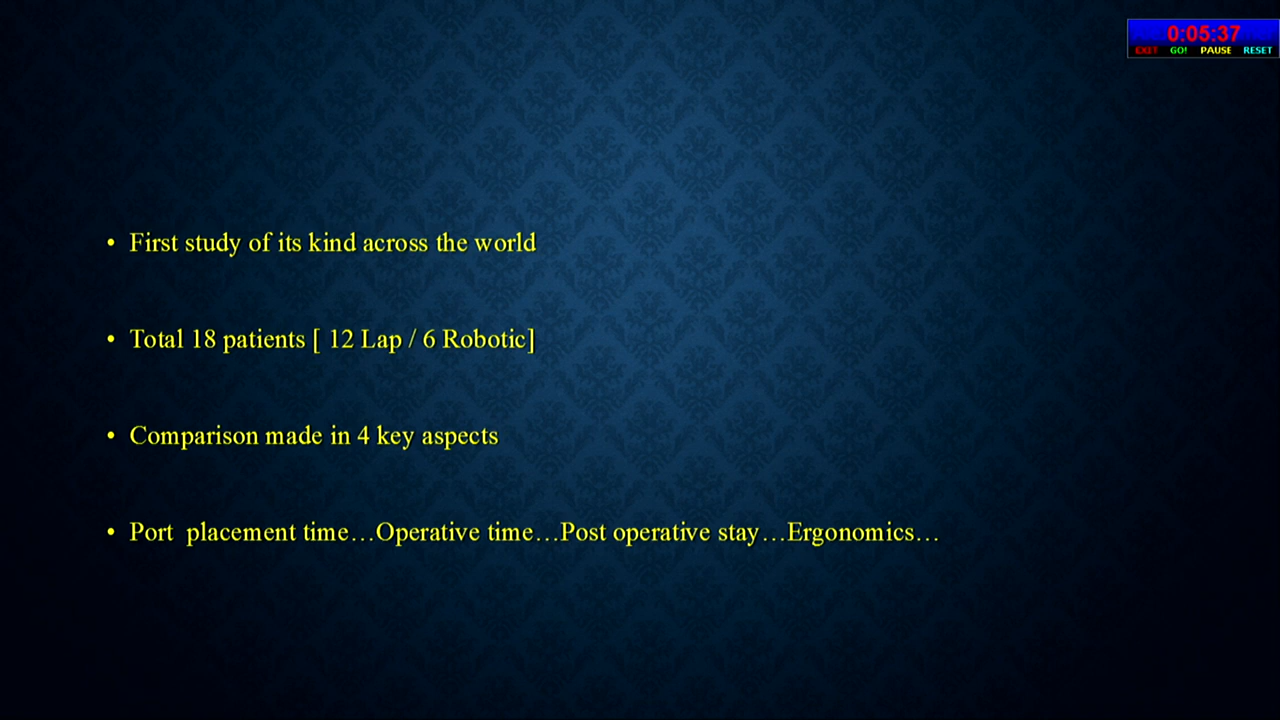 0:05:37
EXIT GO! PAUSE RESET
• First study of its kind across the world
• Total 18 patients [ 12 Lap / 6 Robotic]
• Comparison made in 4 key aspects
• Port  placement time…Operative time…Post operative stay…Ergonomics…